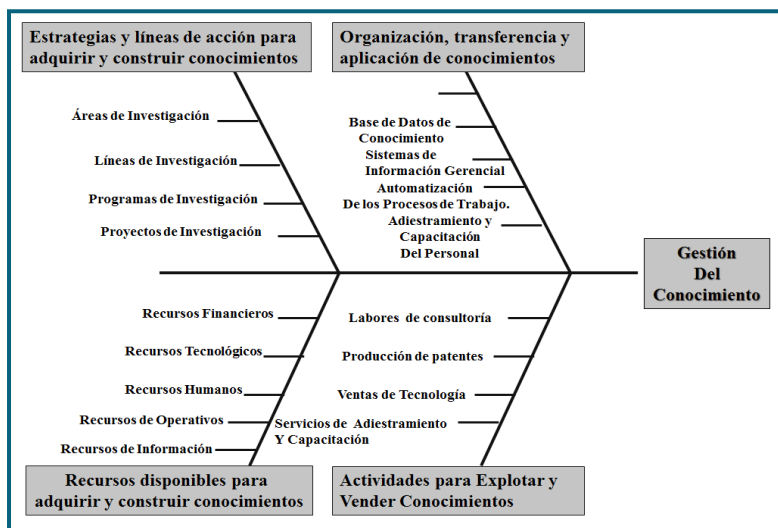 Estrategias y líneas de acción para
adquirir y construir conocimientos
Organización, transferencia y
aplicación de conocimientos
Áreas de Investigación
Líneas de Investigación
Programas de Investigación
Proyectos de Investigación
Base de Datos de
Conocimiento
Sistemas de
Información Gerencial
Automatización
De los Procesos de Trabajo.
Adiestramiento y
Capacitación
Del Personal
Gestión
Del
Conocimiento
Recursos Financieros
Recursos Tecnológicos
Recursos Humanos
Recursos de Operativos
Recursos de Información
Labores de consultoría
Producción de patentes
Ventas de Tecnología
Servicios de Adiestramiento
Y Capacitación
Recursos disponibles para
adquirir y construir conocimientos
Actividades para Explotar y
Vender Conocimientos